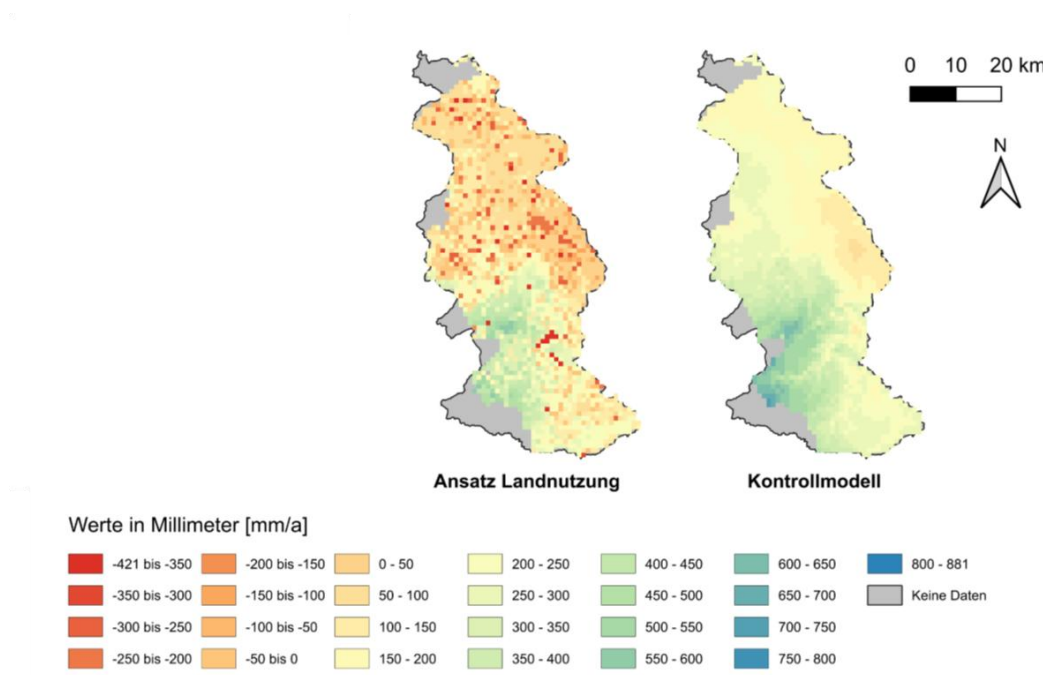 0 10 20 km
N
Ansatz Landnutzung Kontrollmodell
Werte in Millimeter [mm/a]
-421 bis -350 -200 bis -150 0 - 50 200 - 250 400 - 450 600 - 650 800 - 881
-350 bis -300 -150 bis -100 50 - 100 250 - 300 450 - 500 650 - 700 Keine Daten
-300 bis -250 -100 bis -50 100 - 150 300 - 350 500 - 550 700 - 750
-250 bis -200 -50 bis 0 150 - 200 350 - 400 550 - 600 750 - 800